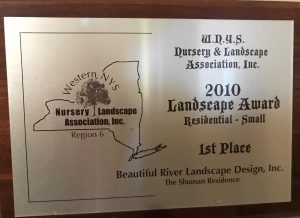 Western NYS
Nursery Landscape
Association, Inc.
Region 6
W.N.Y.S.
Nursery & Landscape
Association, Inc.
2010
Landscape Award
Residential - Small
1st Place
Beautiful River Landscape Design, Inc.
The Shuman Residence